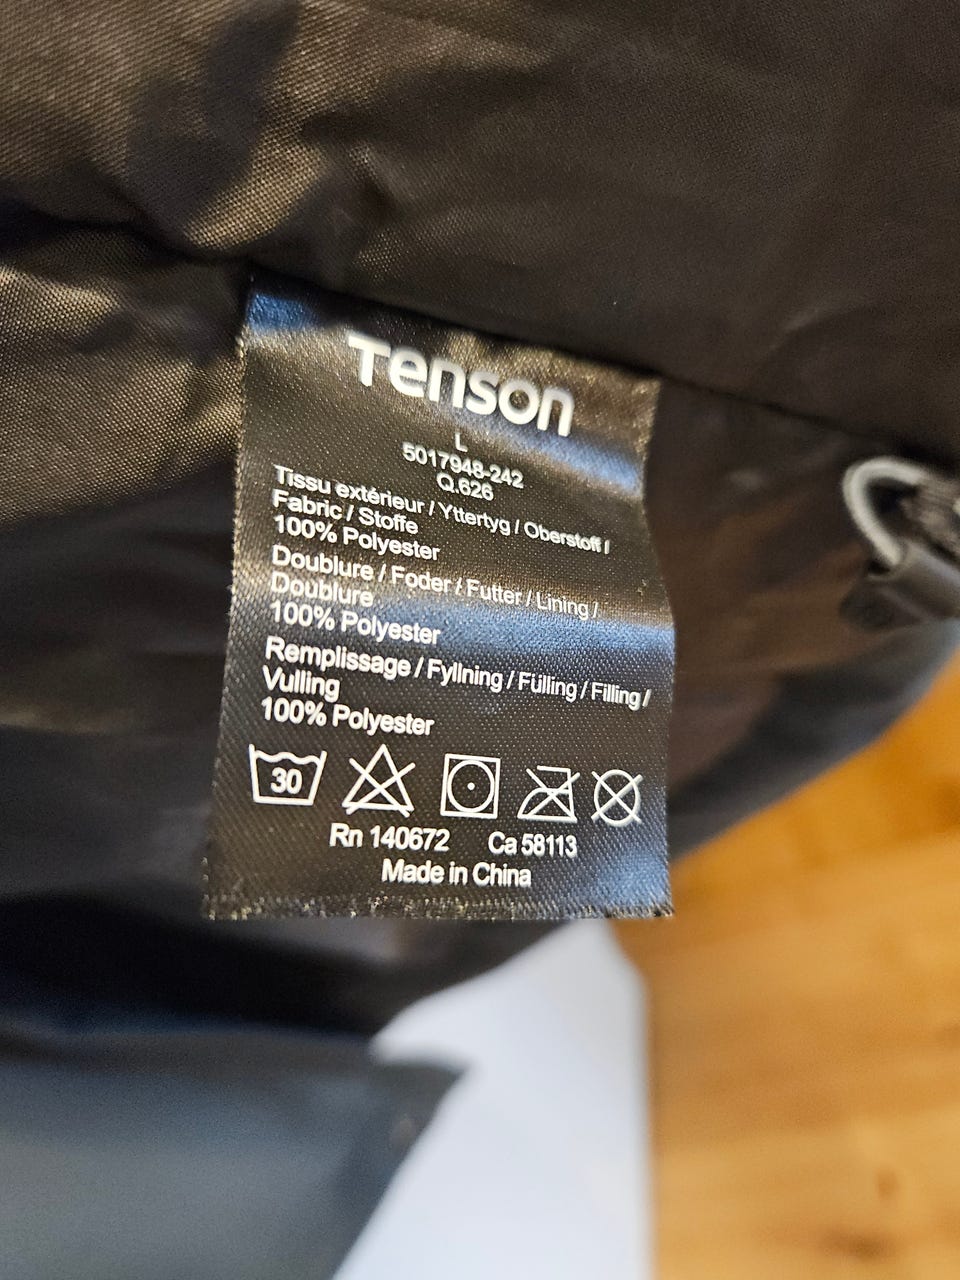 Tenson
L
5017948-242
Q.626
Tissu extérieur / Yttertyg / Oberstoff /
Fabric / Stoffe
100% Polyester
Doublure / Foder / Futter / Lining /
Doublure
100% Polyester
Remplissage / Fyllning / Fülling / Filling /
Vulling
100% Polyester
30
Rn 140672 Ca 58113
Made in China